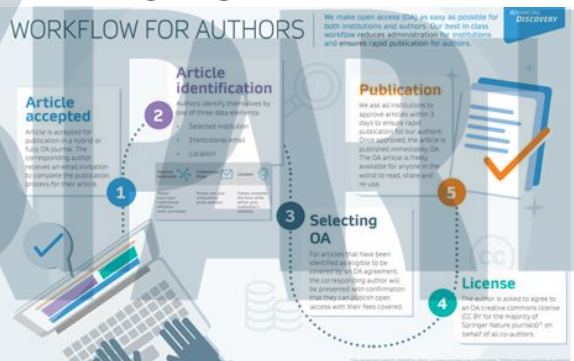 WORKFLOW FOR AUTHORS
We make open access (OA) as easy as possible for
both institutions and authors. Our best in class
workflow reduces administration for institutions
and ensures rapid publication for authors.
ADVANCING
DISCOVERY
Article
accepted
Article is accepted for
publication in a hybrid or
fully OA journal. The
corresponding author
receives an email invitation
to complete the publication
process for their article.
1
2
Article
identification
Authors identify themselves by
one of three data elements:
• Selected institution
• Institutional email
• Location
3
Selecting
OA
For articles that have been
identified as eligible to be
covered by an OA agreement,
the corresponding author will
be presented with confirmation
that they can publish open
access with their fees covered.
4
License
The author is asked to agree to
an OA creative commons license
(CC BY for the majority of
Springer Nature journals)* on
behalf of all co-authors.
5
Publication
We ask all institutions to
approve articles within 3
days to ensure rapid
publication for our authors.
Once approved, the article is
published immediately OA.
The OA article is freely
available for anyone in the
world to read, share and
re-use.
CC